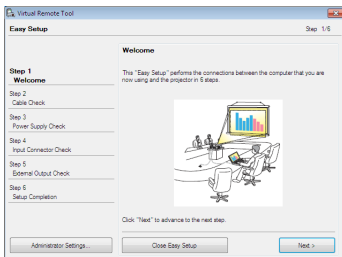 Virtual Remote Tool
Easy Setup
Step 1/6
Welcome
Step 1
Welcome
This "Easy Setup" performs the connections between the computer that you are
now using and the projector in 6 steps.
Step 2
Cable Check
Step 3
Power Supply Check
Step 4
Input Connector Check
Step 5
External Output Check
Step 6
Setup Completion
Click "Next" to advance to the next step.
Administrator Settings...
Close Easy Setup
Next >